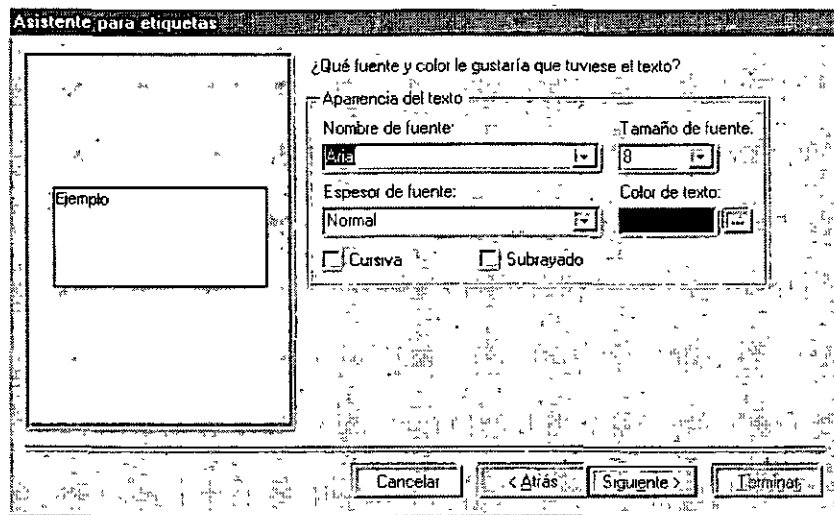 Asistente para etiquetas
¿Qué fuente y color le gustaría que tuviese el texto?
Apariencia del texto
Nombre de fuente:
Tamaño de fuente.
Arial
8
Ejemplo
Espesor de fuente:
Color de texto:
Normal
...
Cursiva
Subrayado
Cancelar
< Atrás
Siguiente >
Terminar